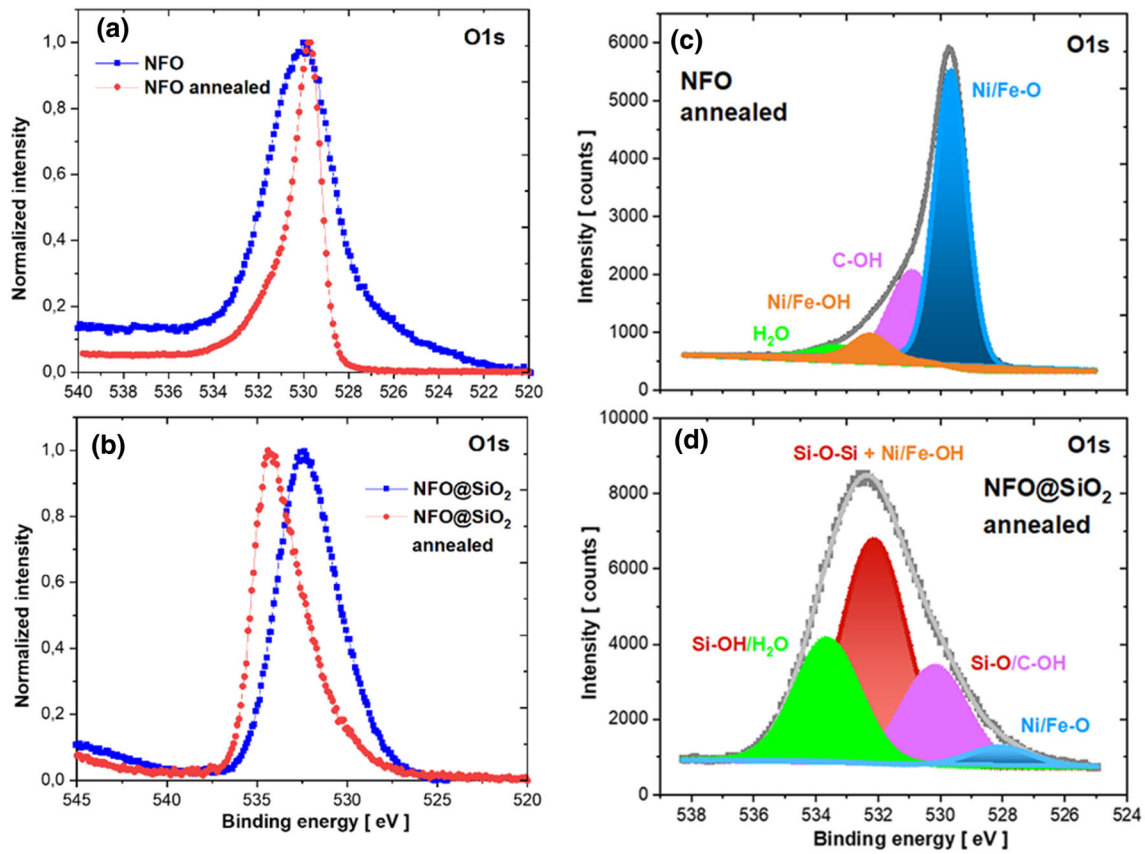 (a)
O1s
NFO
NFO annealed
Normalized intensity
1,0
0,8
0,6
0,4
0,2
0,0
540 538 536 534 532 530 528 526 524 522 520
(b)
O1s
NFO@SiO₂
NFO@SiO₂
annealed
Normalized intensity
1,0
0,8
0,6
0,4
0,2
0,0
545 540 535 530 525 520
Binding energy [ eV ]
(c)
O1s
NFO
annealed
Ni/Fe-O
C-OH
Ni/Fe-OH
H₂O
Intensity [ counts ]
6000
5000
4000
3000
2000
1000
0
(d)
O1s
Si-O-Si + Ni/Fe-OH
NFO@SiO₂
annealed
Si-OH/H₂O
Si-O/C-OH
Ni/Fe-O
Intensity [ counts ]
10000
8000
6000
4000
2000
0
538 536 534 532 530 528 526 524
Binding energy [ eV ]